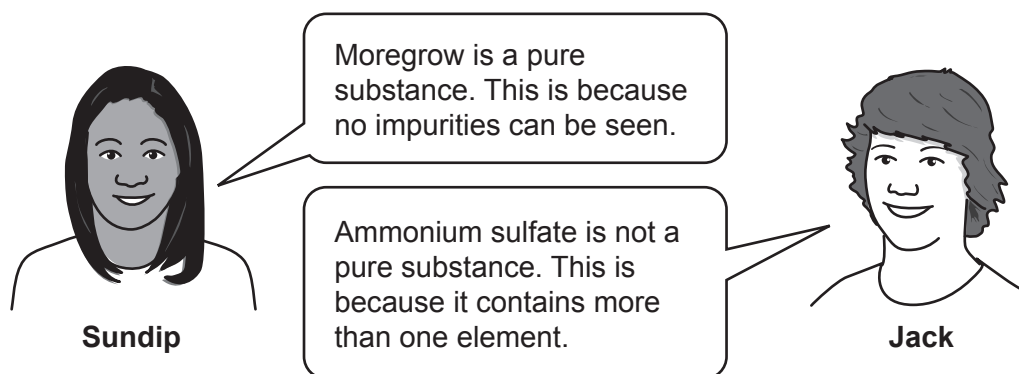 Moregrow is a pure
substance. This is because
no impurities can be seen.
Ammonium sulfate is not a
pure substance. This is
because it contains more
than one element.
Sundip
Jack